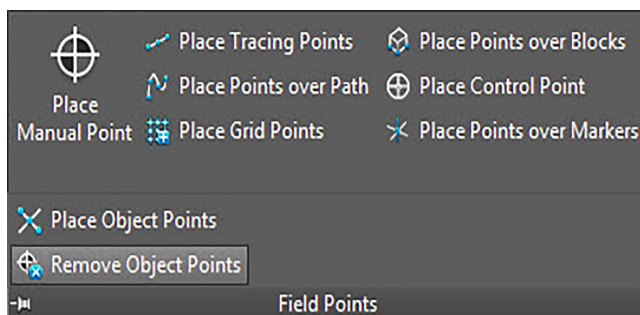 Place
Manual Point
Place Tracing Points
Place Points over Path
Place Grid Points
Place Points over Blocks
Place Control Point
Place Points over Markers
Place Object Points
Remove Object Points
Field Points